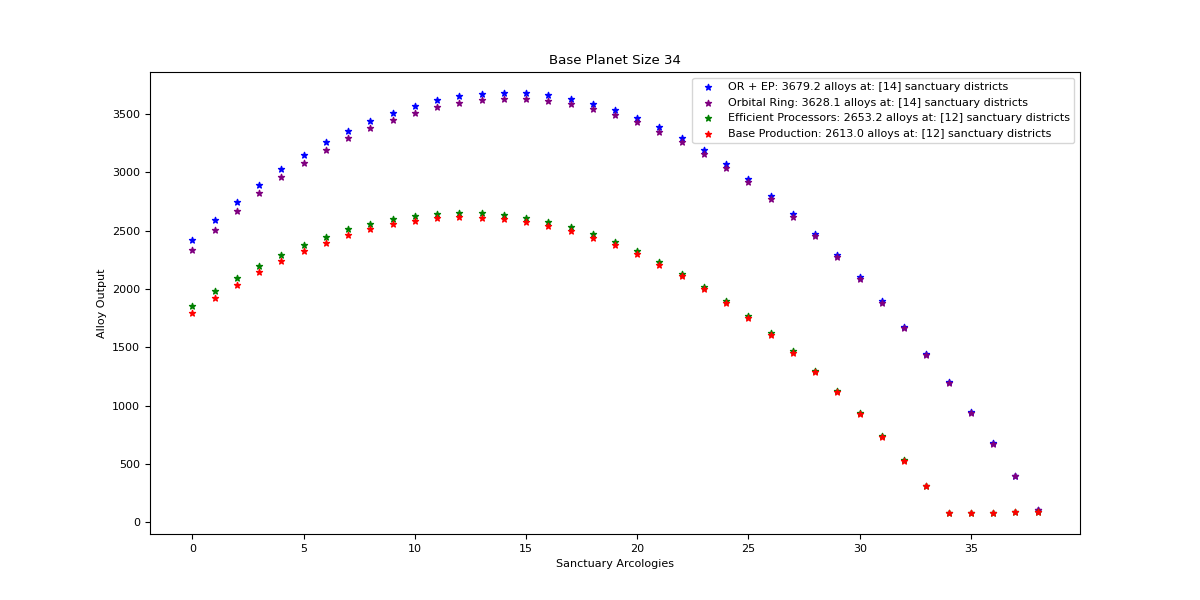 Base Planet Size 34
OR + EP: 3679.2 alloys at: [14] sanctuary districts
Orbital Ring: 3628.1 alloys at: [14] sanctuary districts
Efficient Processors: 2653.2 alloys at: [12] sanctuary districts
Base Production: 2613.0 alloys at: [12] sanctuary districts
Alloy Output
3500
3000
2500
2000
1500
1000
500
0
0 5 10 15 20 25 30 35
Sanctuary Arcologies